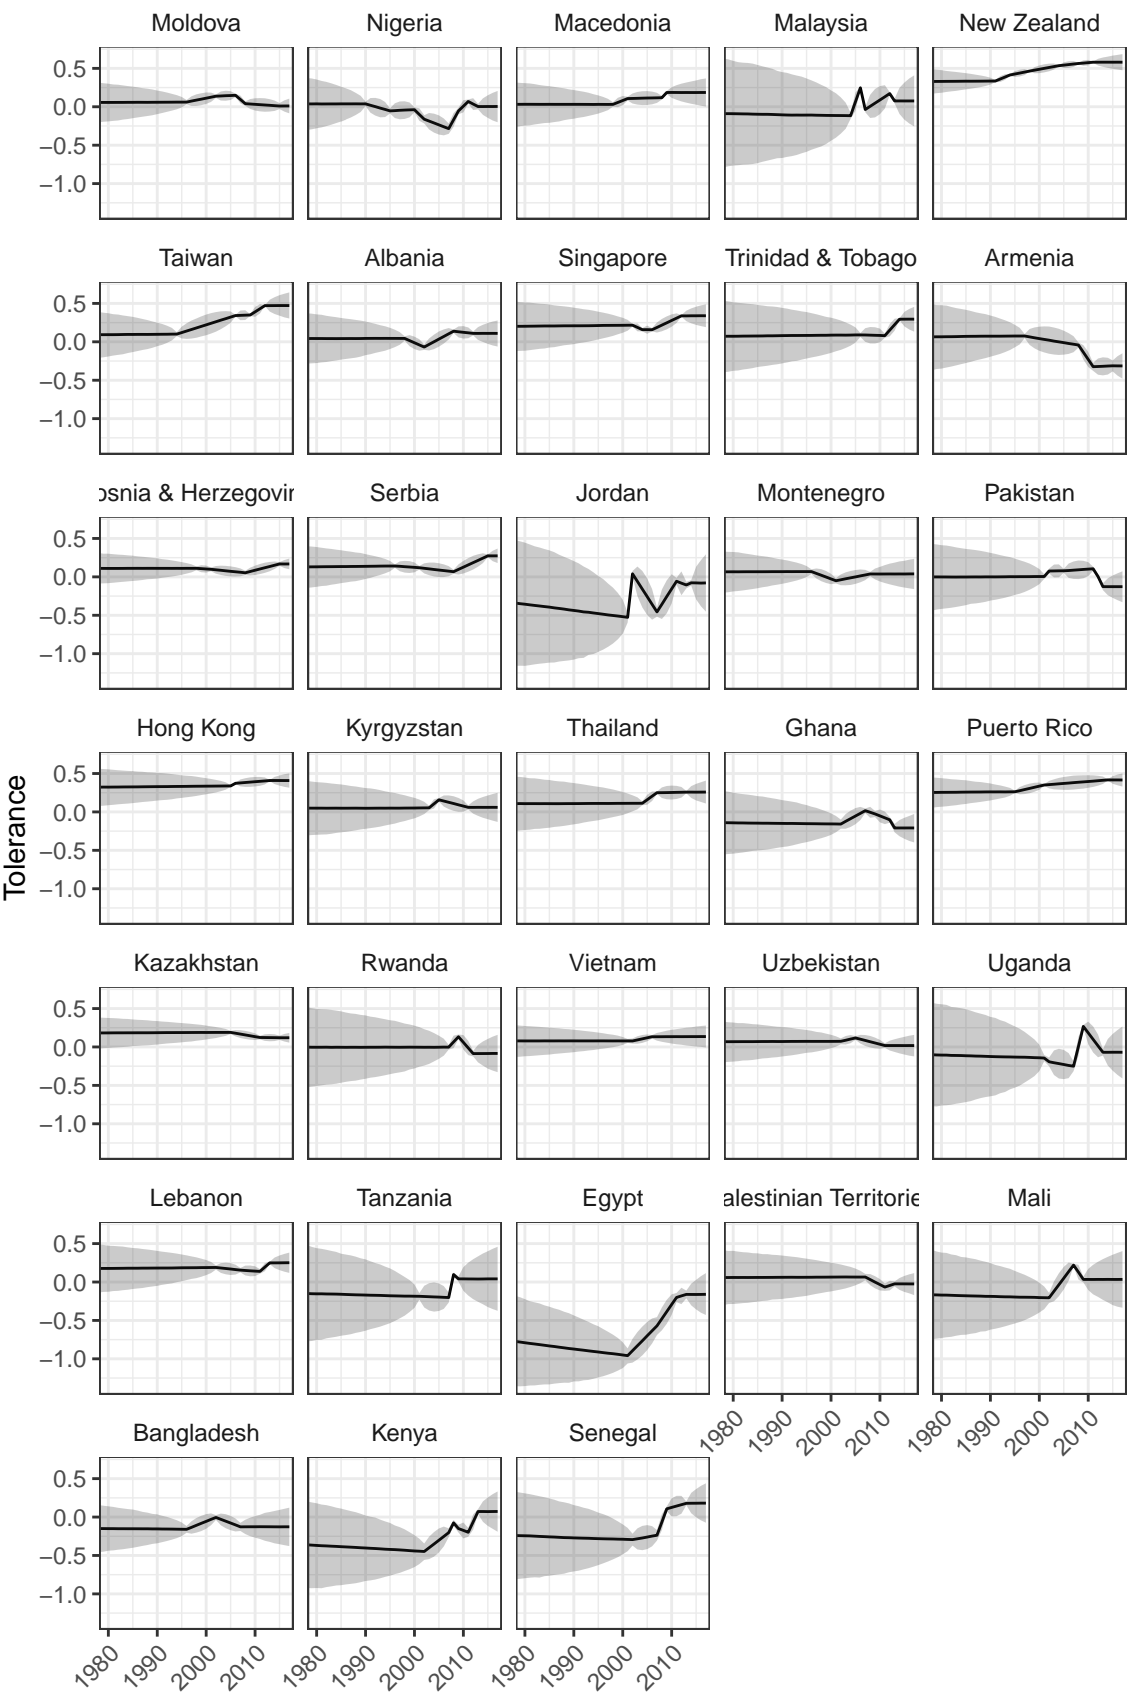 Moldova Nigeria Macedonia Malaysia New Zealand
0.5
0.0
−0.5
−1.0
Taiwan Albania Singapore Trinidad & Tobago Armenia
0.5
0.0
−0.5
−1.0
osnia & Herzegovin Serbia Jordan Montenegro Pakistan
0.5
0.0
−0.5
−1.0
Hong Kong Kyrgyzstan Thailand Ghana Puerto Rico
0.5
0.0
−0.5
−1.0
Tolerance
Kazakhstan Rwanda Vietnam Uzbekistan Uganda
0.5
0.0
−0.5
−1.0
Lebanon Tanzania Egypt alestinian Territorie Mali
0.5
0.0
−0.5
−1.0
1980 1990 2000 2010 1980 1990 2000 2010
Bangladesh Kenya Senegal
0.5
0.0
−0.5
−1.0
1980 1990 2000 2010 1980 1990 2000 2010 1980 1990 2000 2010